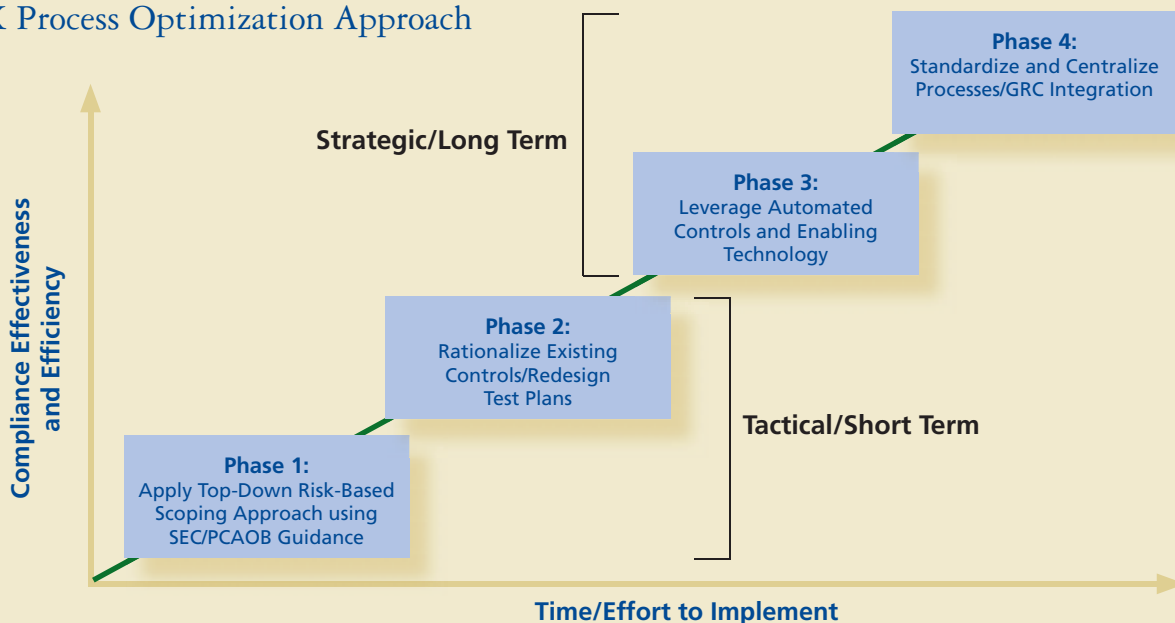 Process Optimization Approach
Phase 4:
Standardize and Centralize
Processes/GRC Integration
Strategic/Long Term
Phase 3:
Leverage Automated
Controls and Enabling
Technology
Phase 2:
Rationalize Existing
Controls/Redesign
Test Plans
Tactical/Short Term
Phase 1:
Apply Top-Down Risk-Based
Scoping Approach using
SEC/PCAOB Guidance
Compliance Effectiveness
and Efficiency
Time/Effort to Implement